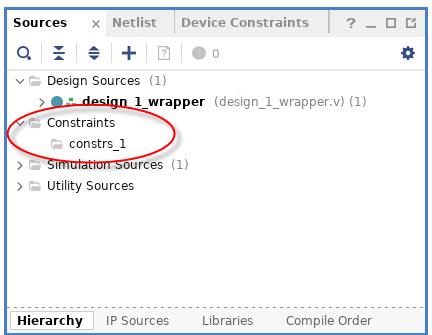 Sources × Netlist Device Constraints ?
0
Design Sources (1)
design_1_wrapper (design_1_wrapper.v) (1)
Constraints
constrs_1
Simulation Sources (1)
Utility Sources
Hierarchy IP Sources Libraries Compile Order